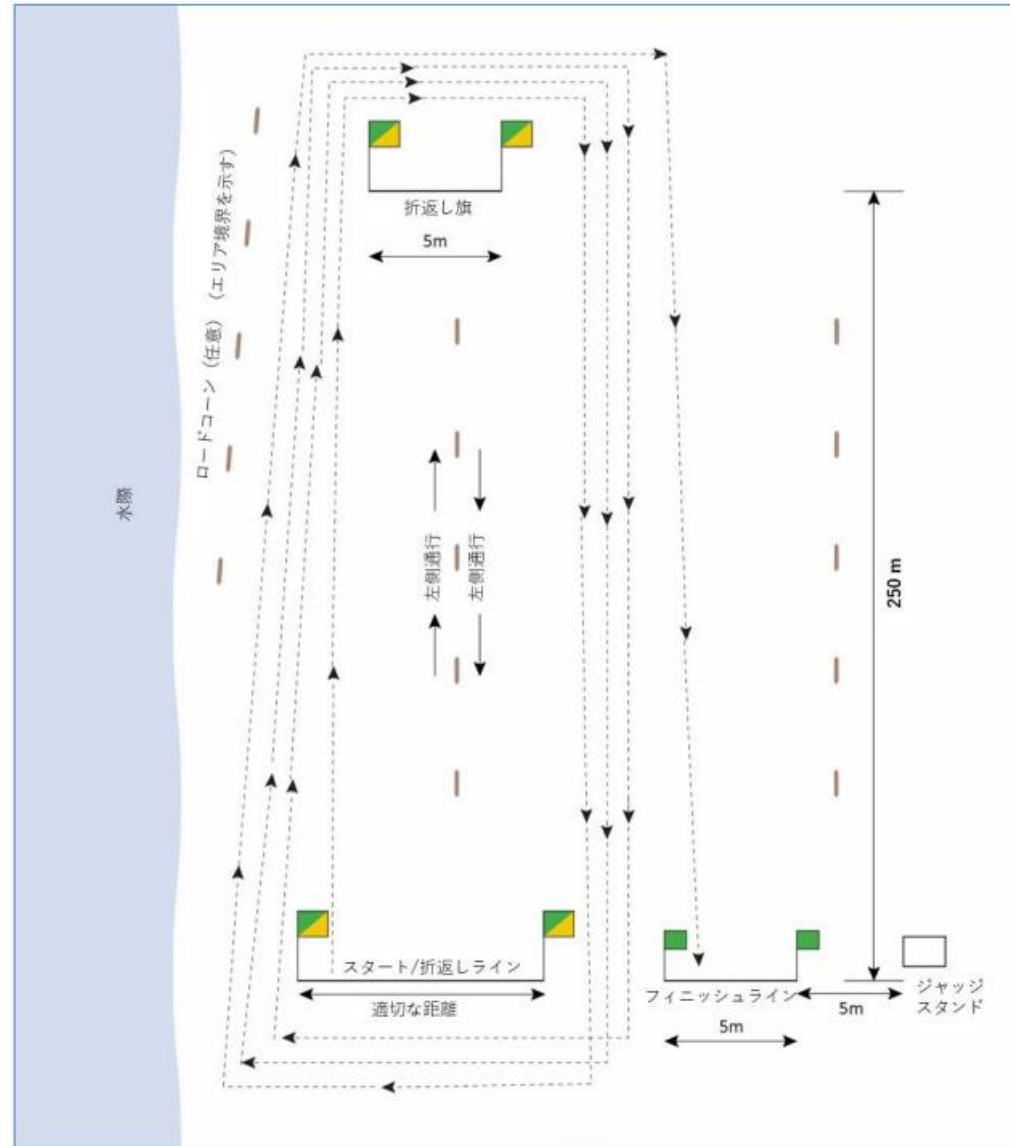 折返し旗
5m
ロードコーン（任意）（エリア境界を示す）
水際
左側通行
左側通行
250 m
スタート/折返しライン
適切な距離
フィニッシュライン
5m
5m
ジャッジ
スタンド